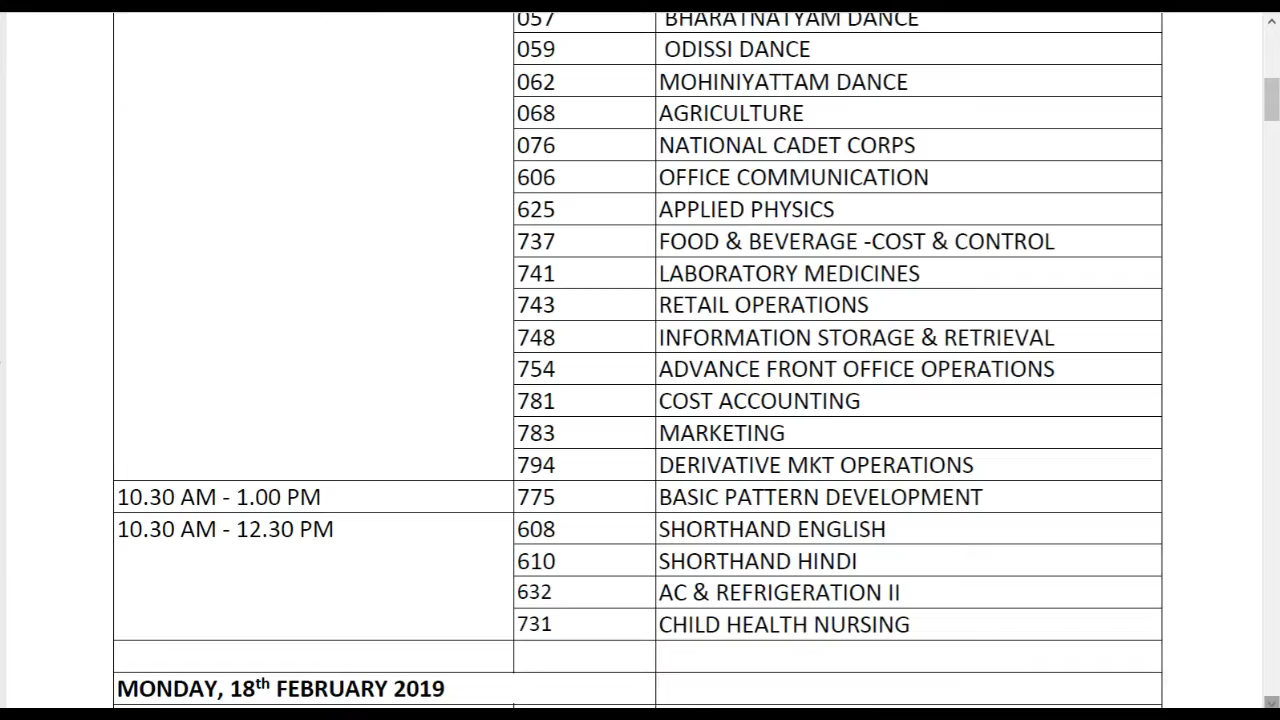 057 BHARATNATYAM DANCE
059 ODISSI DANCE
062 MOHINIYATTAM DANCE
068 AGRICULTURE
076 NATIONAL CADET CORPS
606 OFFICE COMMUNICATION
625 APPLIED PHYSICS
737 FOOD & BEVERAGE -COST & CONTROL
741 LABORATORY MEDICINES
743 RETAIL OPERATIONS
748 INFORMATION STORAGE & RETRIEVAL
754 ADVANCE FRONT OFFICE OPERATIONS
781 COST ACCOUNTING
783 MARKETING
794 DERIVATIVE MKT OPERATIONS
10.30 AM - 1.00 PM 775 BASIC PATTERN DEVELOPMENT
10.30 AM - 12.30 PM 608 SHORTHAND ENGLISH
610 SHORTHAND HINDI
632 AC & REFRIGERATION II
731 CHILD HEALTH NURSING
MONDAY, 18th FEBRUARY 2019